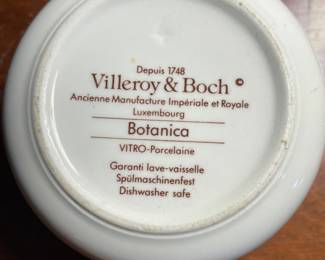 Depuis 1748
Villeroy & Boch ©
Ancienne Manufacture Impériale et Royale
Luxembourg
Botanica
VITRO-Porcelaine
Garanti lave-vaisselle
Spülmaschinenfest
Dishwasher safe